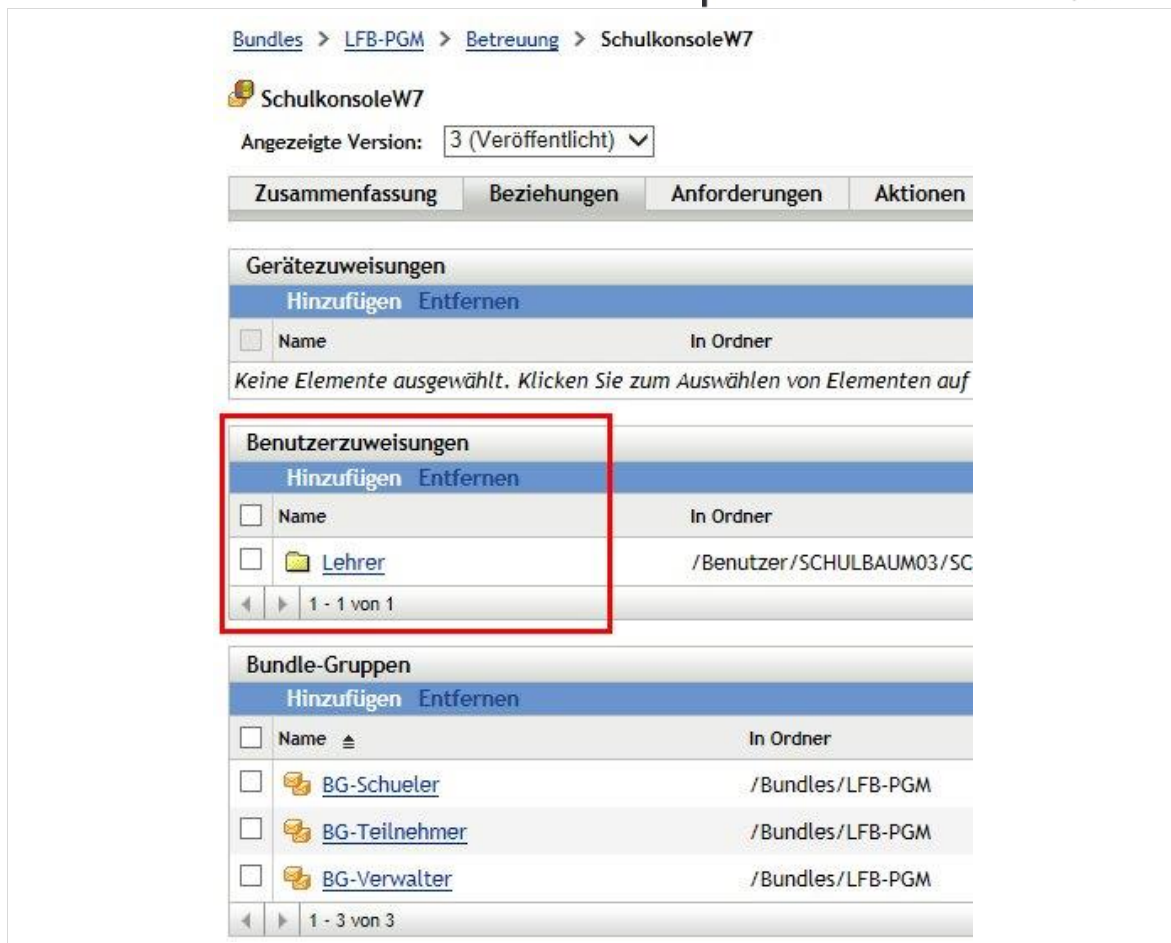 Bundles > LFB-PGM > Betreuung > SchulkonsoleW7
SchulkonsoleW7
Angezeigte Version: 3 (Veröffentlicht)
Zusammenfassung Beziehungen Anforderungen Aktionen
Gerätezuweisungen
Hinzufügen Entfernen
Name In Ordner
Keine Elemente ausgewählt. Klicken Sie zum Auswählen von Elementen auf
Benutzerzuweisungen
Hinzufügen Entfernen
Name In Ordner
Lehrer /Benutzer/SCHULBAUM03/SC
1 - 1 von 1
Bundle-Gruppen
Hinzufügen Entfernen
Name In Ordner
BG-Schueler /Bundles/LFB-PGM
BG-Teilnehmer /Bundles/LFB-PGM
BG-Verwalter /Bundles/LFB-PGM
1 - 3 von 3